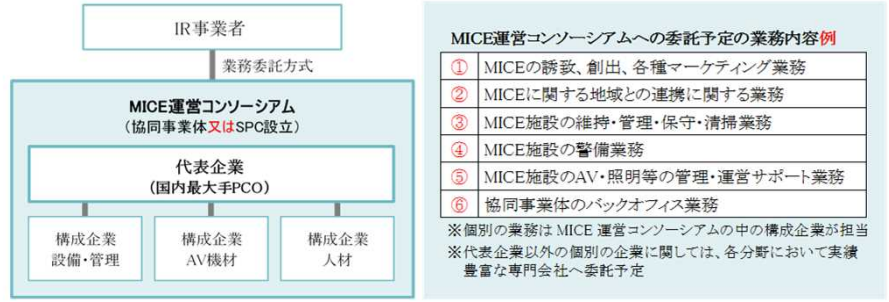 IR事業者
業務委託方式
MICE運営コンソーシアム
(協同事業体又はSPC設立)
代表企業
(国内最大手PCO)
構成企業
設備・管理
構成企業
AV機材
構成企業
人材
MICE運営コンソーシアムへの委託予定の業務内容例
① MICEの誘致、創出、各種マーケティング業務
② MICEに関する地域との連携に関する業務
③ MICE施設の維持・管理・保守・清掃業務
④ MICE施設の警備業務
⑤ MICE施設のAV・照明等の管理・運営サポート業務
⑥ 協同事業体のバックオフィス業務
※個別の業務は MICE 運営コンソーシアムの中の構成企業が担当
※代表企業以外の個別の企業に関しては、各分野において実績
豊富な専門会社へ委託予定